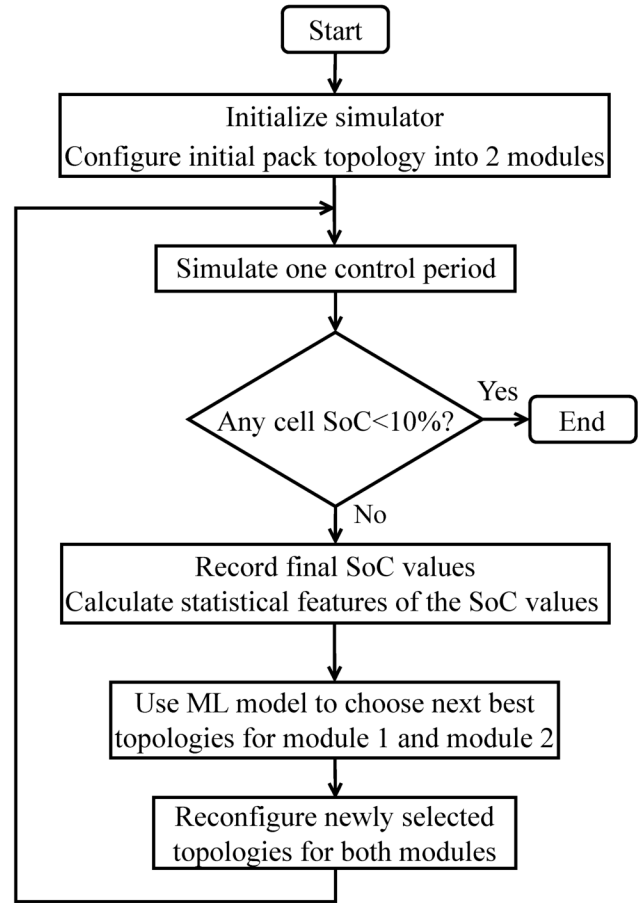 Start
Initialize simulator
Configure initial pack topology into 2 modules
Simulate one control period
Any cell SoC<10%?
Yes
End
No
Record final SoC values
Calculate statistical features of the SoC values
Use ML model to choose next best
topologies for module 1 and module 2
Reconfigure newly selected
topologies for both modules